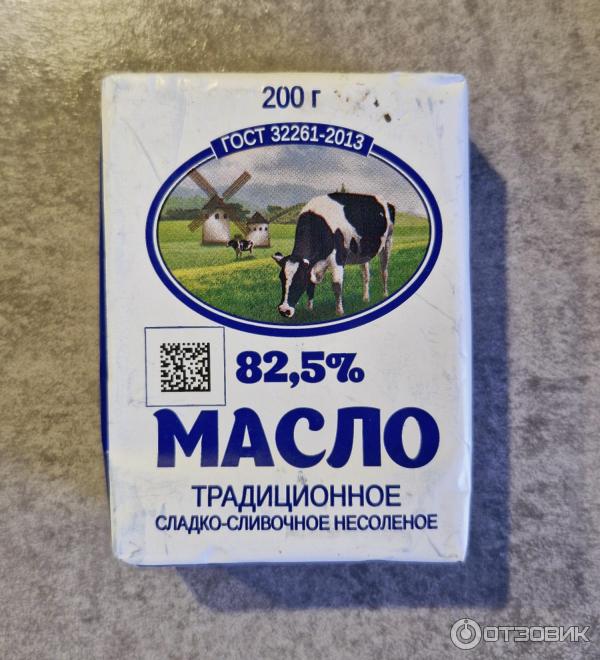 200 г
ГОСТ 32261-2013
82,5%
МАСЛО
ТРАДИЦИОННОЕ
СЛАДКО-СЛИВОЧНОЕ НЕСОЛЕНОЕ
ОТЗОВИК